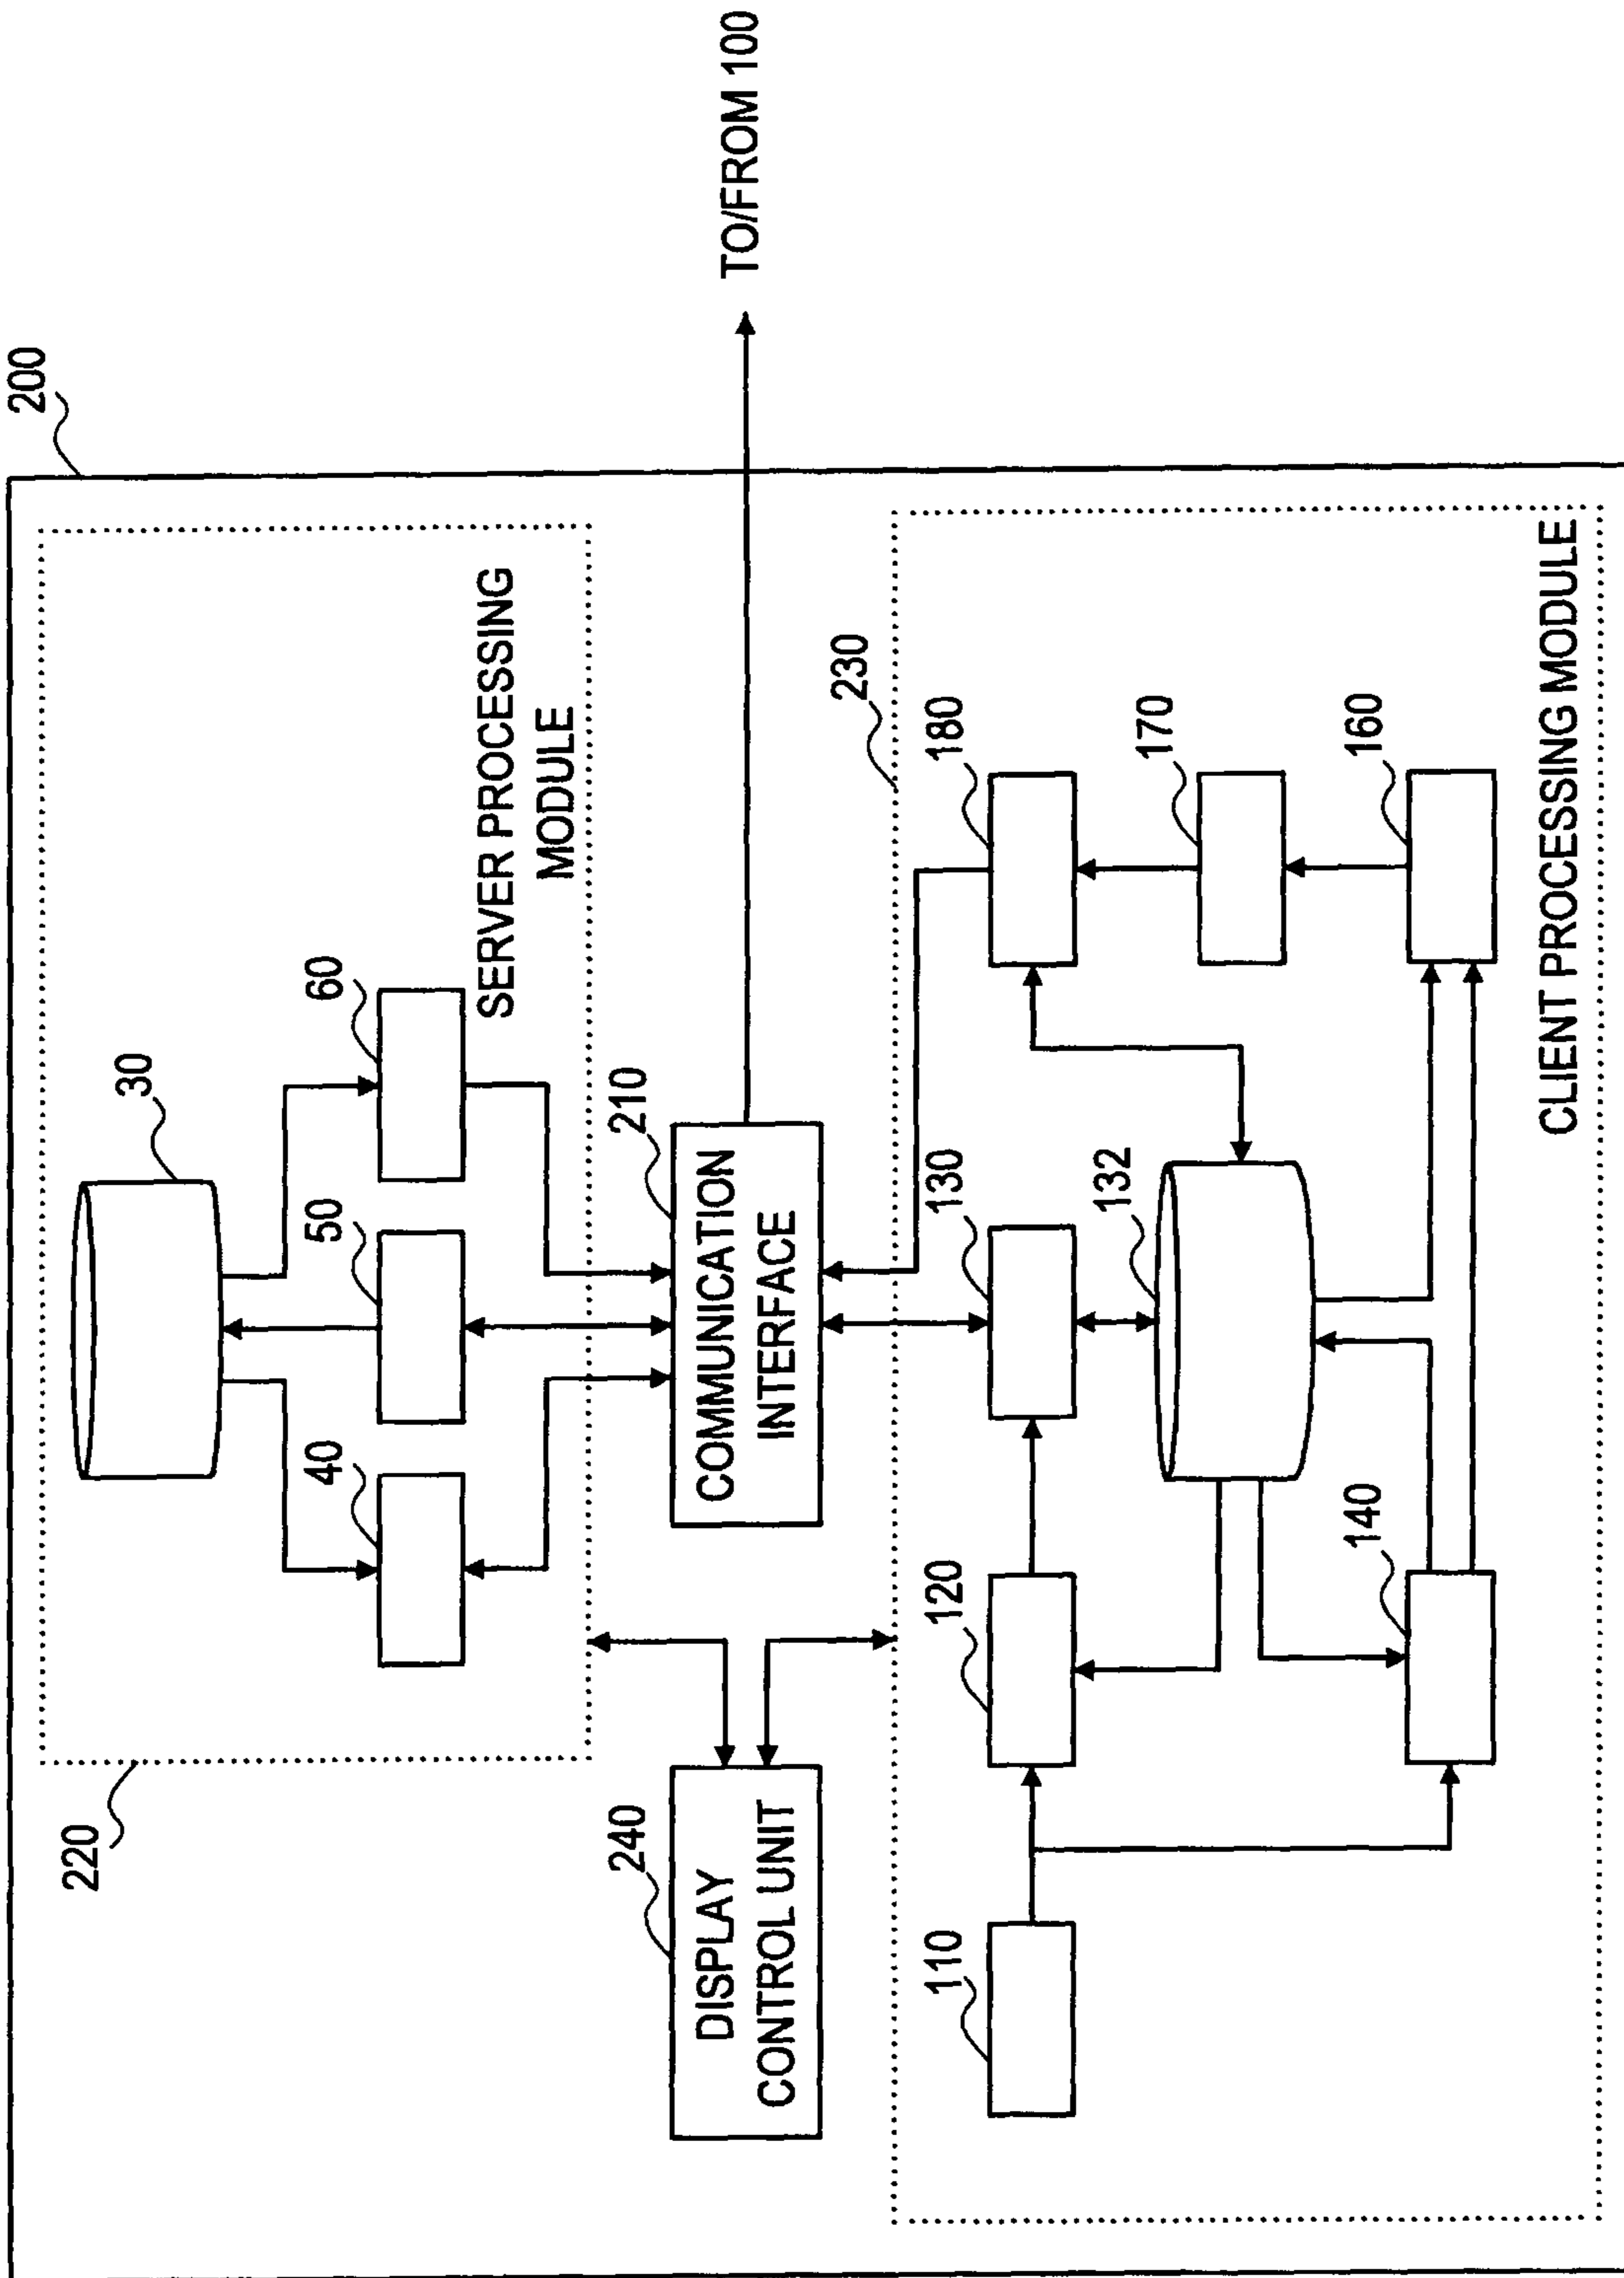 200
220
30
40
50
60
SERVER PROCESSING
MODULE
240
DISPLAY
CONTROL UNIT
210
COMMUNICATION
INTERFACE
TO/FROM 100
230
110
120
130
180
132
170
140
160
CLIENT PROCESSING MODULE